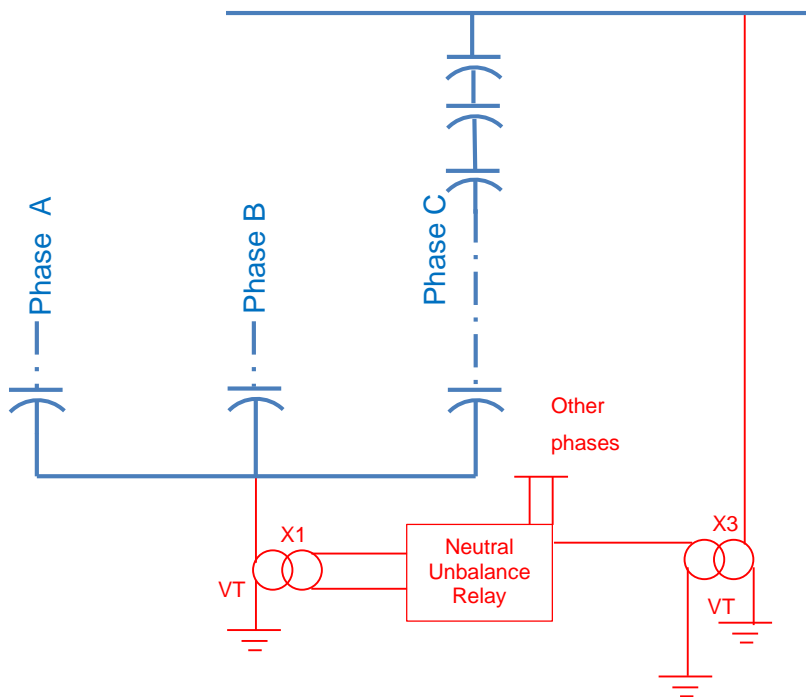 Phase A
Phase B
Phase C
Other
phases
X1
VT
Neutral
Unbalance
Relay
X3
VT